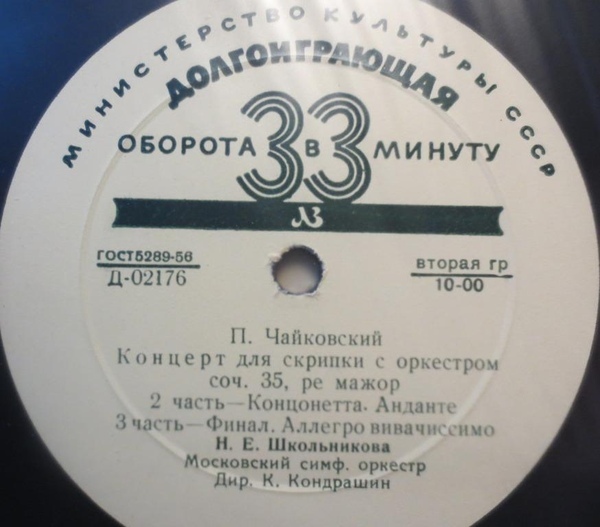 МИНИСТЕРСТВО КУЛЬТУРЫ СССР
ДОЛГОИГРАЮЩАЯ
ОБОРОТА 33 В МИНУТУ
ЛЗ
ГОСТ5289-56
Д-02176
вторая гр
10-00
П. Чайковский
Концерт для скрипки с оркестром
соч. 35, ре мажор
2 часть—Концонетта. Анданте
3 часть—Финал. Аллегро вивачиссимо
Н. Е. Школьникова
Московский симф. оркестр
Дир. К. Кондрашин